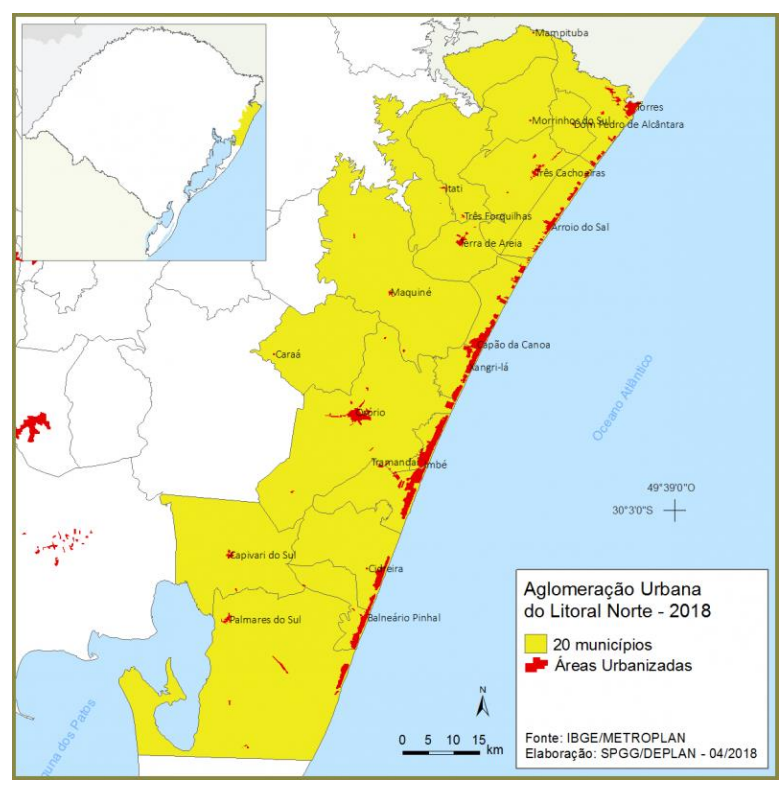 Mampituba
Torres
Morrinhos do Sul
Dom Pedro de Alcântara
Três Cachoeiras
Itati
Três Forquilhas
Arroio do Sal
Terra de Areia
Maquiné
Capão da Canoa
Xangri-lá
Caraá
Oceano Atlântico
Osório
Tramandaí
Imbé
49°39'0"O
30°3'0"S
Capivari do Sul
Cidreira
Palmares do Sul
Balneário Pinhal
una dos Patos
Aglomeração Urbana
do Litoral Norte - 2018
20 municípios
Áreas Urbanizadas
N
0 5 10 15
km
Fonte: IBGE/METROPLAN
Elaboração: SPGG/DEPLAN - 04/2018